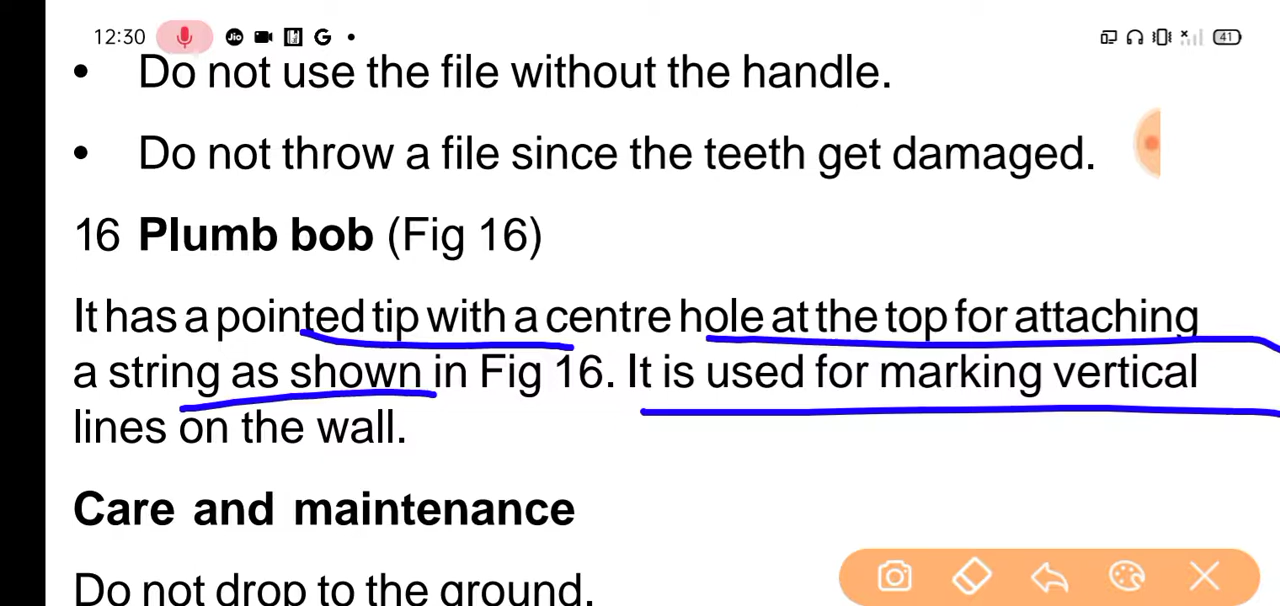 12:30 Jio G 41
• Do not use the file without the handle.
• Do not throw a file since the teeth get damaged.
16 Plumb bob (Fig 16)
It has a pointed tip with a centre hole at the top for attaching
a string as shown in Fig 16. It is used for marking vertical
lines on the wall.
Care and maintenance
Do not drop to the ground.